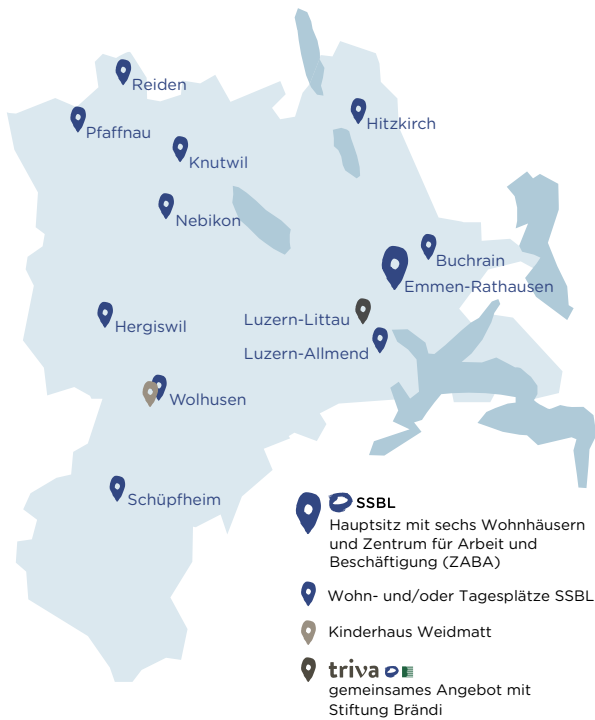 Reiden
Hitzkirch
Pfaffnau
Knutwil
Nebikon
Buchrain
Emmen-Rathausen
Hergiswil
Luzern-Littau
Luzern-Allmend
Wolhusen
Schüpfheim
SSBL
Hauptsitz mit sechs Wohnhäusern
und Zentrum für Arbeit und
Beschäftigung (ZABA)
Wohn- und/oder Tagesplätze SSBL
Kinderhaus Weidmatt
triva
gemeinsames Angebot mit
Stiftung Brändi